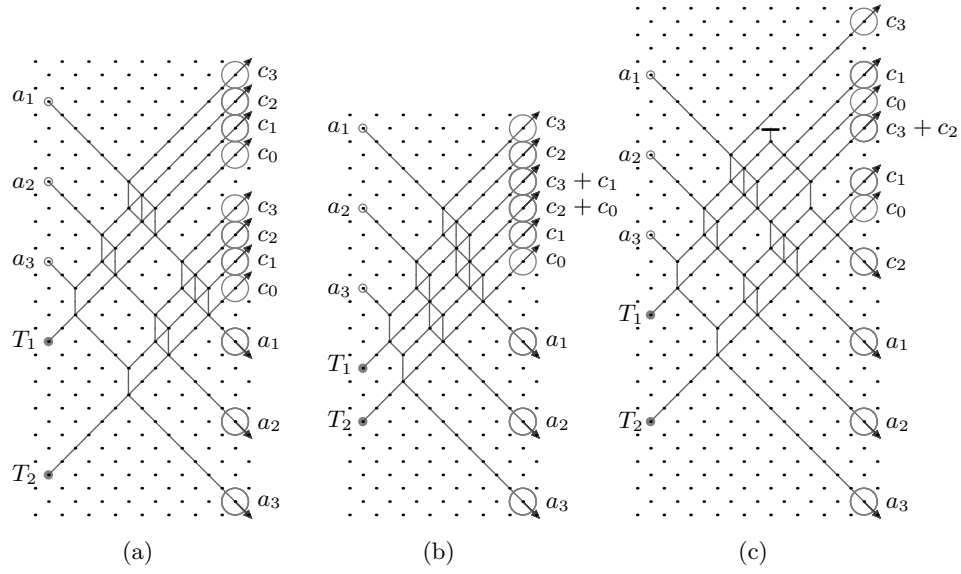 a₁
a₂
a₃
T₁
T₂
c₃
c₂
c₁
c₀
c₃
c₂
c₁
c₀
a₁
a₂
a₃
(a)
a₁
a₂
a₃
T₁
T₂
c₃
c₂
c₃ + c₁
c₂ + c₀
c₁
c₀
a₁
a₂
a₃
(b)
a₁
a₂
a₃
T₁
T₂
c₃
c₁
c₀
c₃ + c₂
c₁
c₀
c₂
a₁
a₂
a₃
(c)